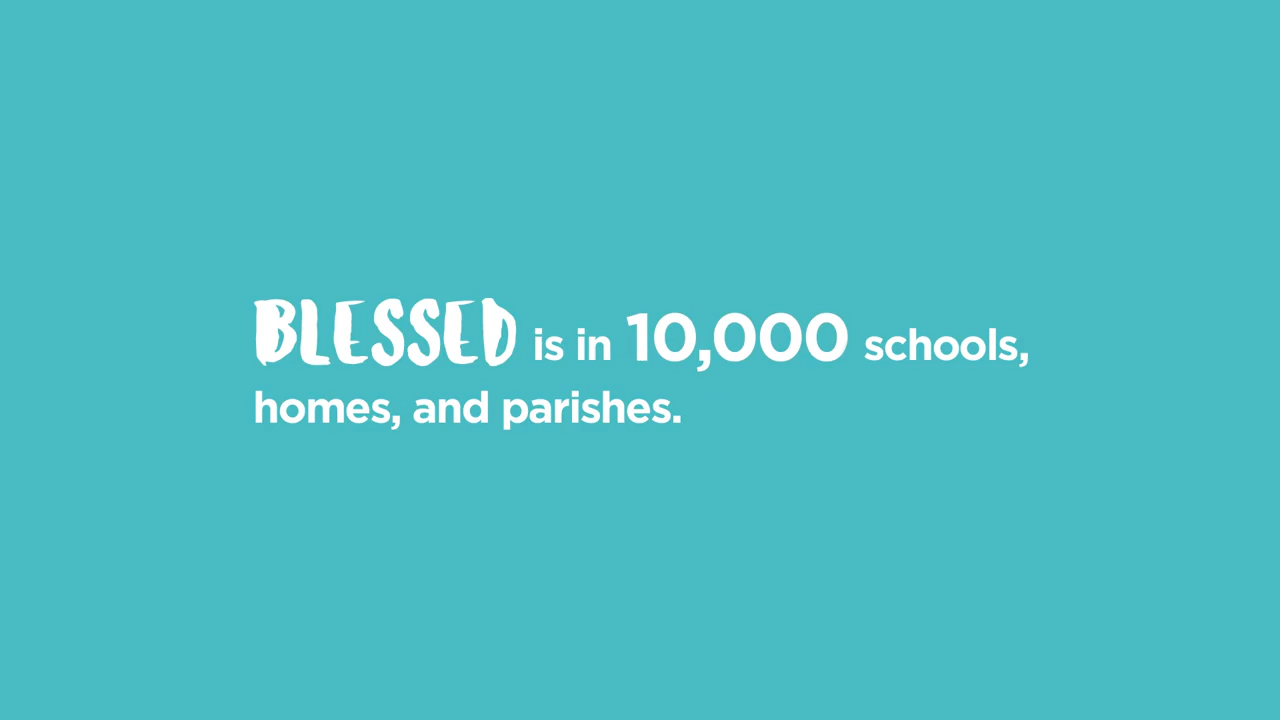 BLESSED is in 10,000 schools,
homes, and parishes.